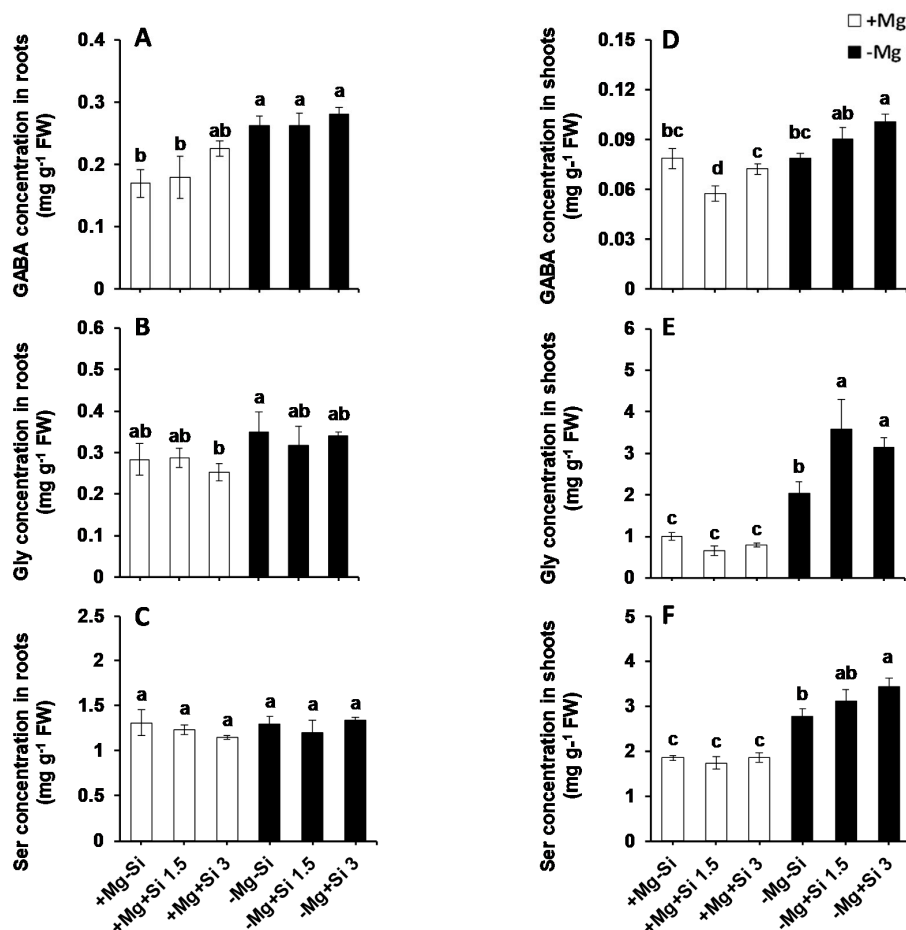 +Mg
-Mg
A
GABA concentration in roots
(mg g-1 FW)
0.4
0.3
0.2
0.1
0
b b ab a a a
D
GABA concentration in shoots
(mg g-1 FW)
0.15
0.12
0.09
0.06
0.03
0
bc d c bc ab a
B
Gly concentration in roots
(mg g-1 FW)
0.6
0.5
0.4
0.3
0.2
0.1
0
ab ab b a ab ab
E
Gly concentration in shoots
(mg g-1 FW)
6
5
4
3
2
1
0
c c c b a a
C
Ser concentration in roots
(mg g-1 FW)
2.5
2
1.5
1
0.5
0
a a a a a a
+Mg-Si
+Mg+Si 1.5
+Mg+Si 3
-Mg-Si
-Mg+Si 1.5
-Mg+Si 3
F
Ser concentration in shoots
(mg g-1 FW)
5
4
3
2
1
0
c c c b ab a
+Mg-Si
+Mg+Si 1.5
+Mg+Si 3
-Mg-Si
-Mg+Si 1.5
-Mg+Si 3